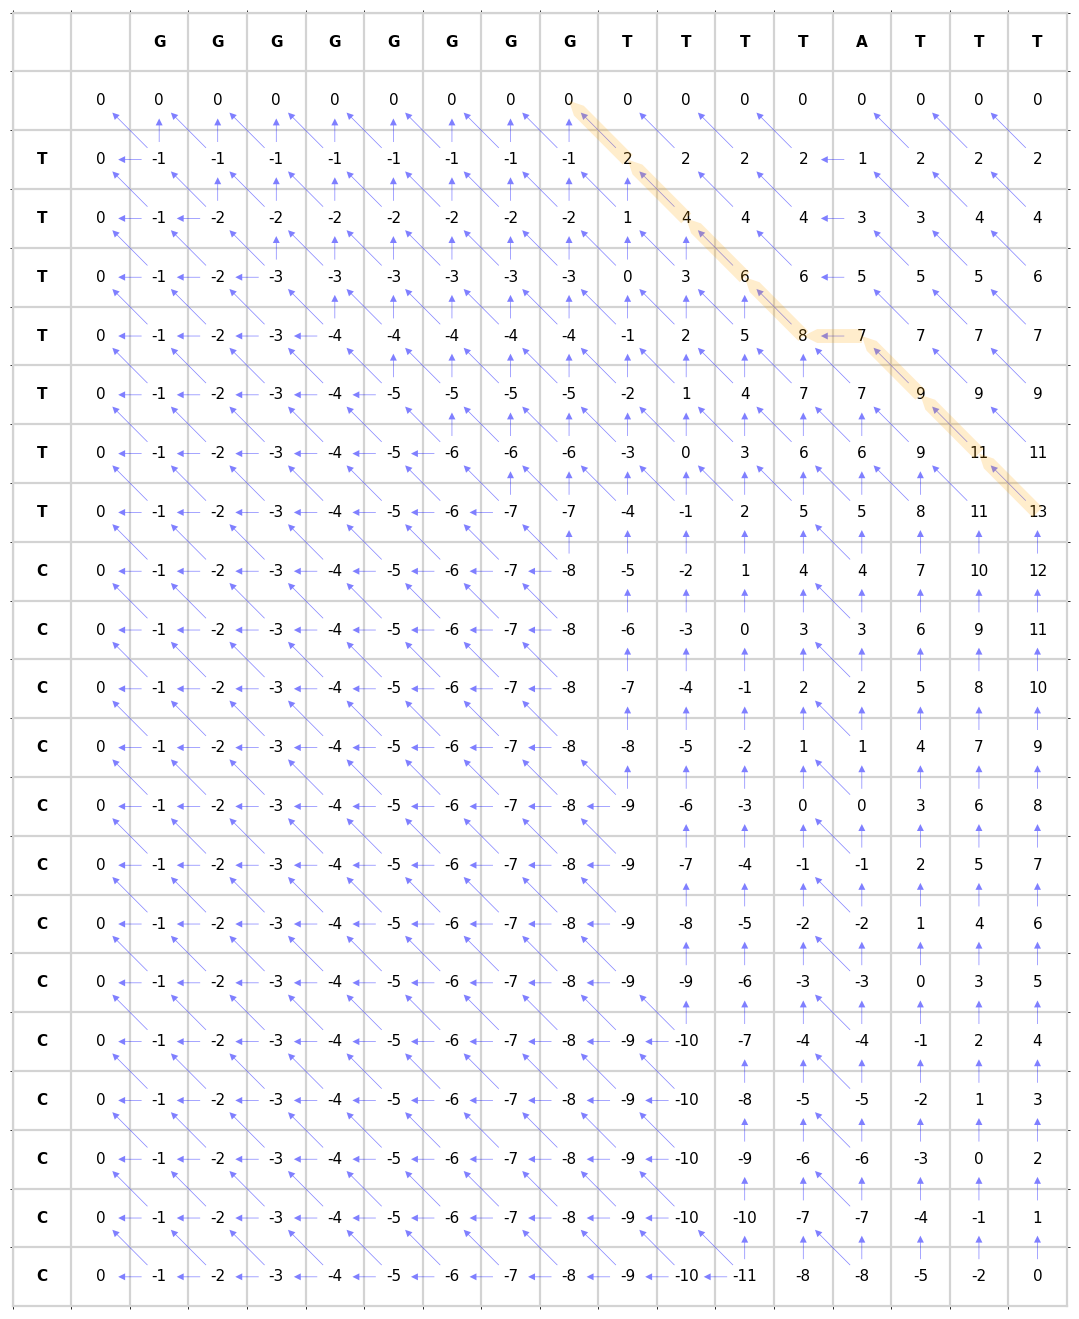 G G G G G G G G T T T T A T T T
0 0 0 0 0 0 0 0 0 0 0 0 0 0 0 0 0
T 0 -1 -1 -1 -1 -1 -1 -1 -1 2 2 2 2 1 2 2 2
T 0 -1 -2 -2 -2 -2 -2 -2 -2 1 4 4 4 3 3 4 4
T 0 -1 -2 -3 -3 -3 -3 -3 -3 0 3 6 6 5 5 5 6
T 0 -1 -2 -3 -4 -4 -4 -4 -4 -1 2 5 8 7 7 7 7
T 0 -1 -2 -3 -4 -5 -5 -5 -5 -2 1 4 7 7 9 9 9
T 0 -1 -2 -3 -4 -5 -6 -6 -6 -3 0 3 6 6 9 11 11
T 0 -1 -2 -3 -4 -5 -6 -7 -7 -4 -1 2 5 5 8 11 13
C 0 -1 -2 -3 -4 -5 -6 -7 -8 -5 -2 1 4 4 7 10 12
C 0 -1 -2 -3 -4 -5 -6 -7 -8 -6 -3 0 3 3 6 9 11
C 0 -1 -2 -3 -4 -5 -6 -7 -8 -7 -4 -1 2 2 5 8 10
C 0 -1 -2 -3 -4 -5 -6 -7 -8 -8 -5 -2 1 1 4 7 9
C 0 -1 -2 -3 -4 -5 -6 -7 -8 -9 -6 -3 0 0 3 6 8
C 0 -1 -2 -3 -4 -5 -6 -7 -8 -9 -7 -4 -1 -1 2 5 7
C 0 -1 -2 -3 -4 -5 -6 -7 -8 -9 -8 -5 -2 -2 1 4 6
C 0 -1 -2 -3 -4 -5 -6 -7 -8 -9 -9 -6 -3 -3 0 3 5
C 0 -1 -2 -3 -4 -5 -6 -7 -8 -9 -10 -7 -4 -4 -1 2 4
C 0 -1 -2 -3 -4 -5 -6 -7 -8 -9 -10 -8 -5 -5 -2 1 3
C 0 -1 -2 -3 -4 -5 -6 -7 -8 -9 -10 -9 -6 -6 -3 0 2
C 0 -1 -2 -3 -4 -5 -6 -7 -8 -9 -10 -10 -7 -7 -4 -1 1
C 0 -1 -2 -3 -4 -5 -6 -7 -8 -9 -10 -11 -8 -8 -5 -2 0